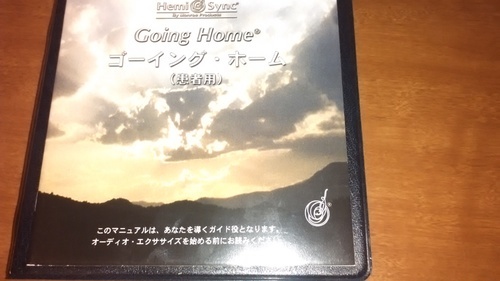 Hemi Sync®
By Monroe Products
Going Home®
ゴーイング・ホーム
(患者用)
このマニュアルは、あなたを導くガイド役となります。
オーディオ・エクササイズを始める前にお読みください。
®